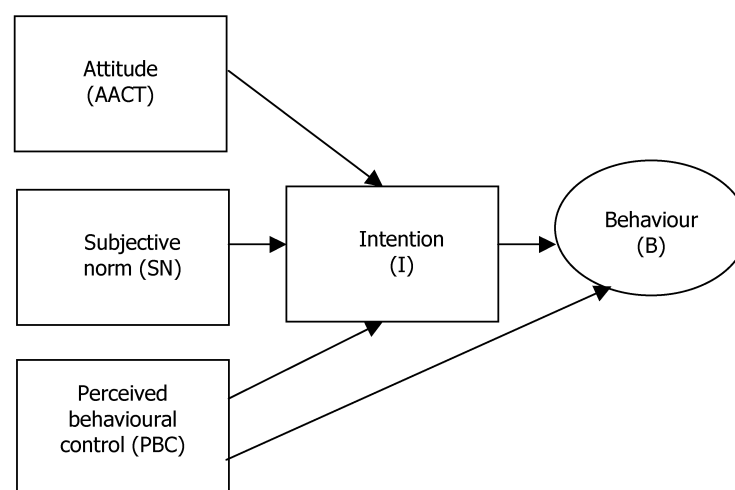 Attitude
(AACT)
Subjective
norm (SN)
Intention
(I)
Behaviour
(B)
Perceived
behavioural
control (PBC)